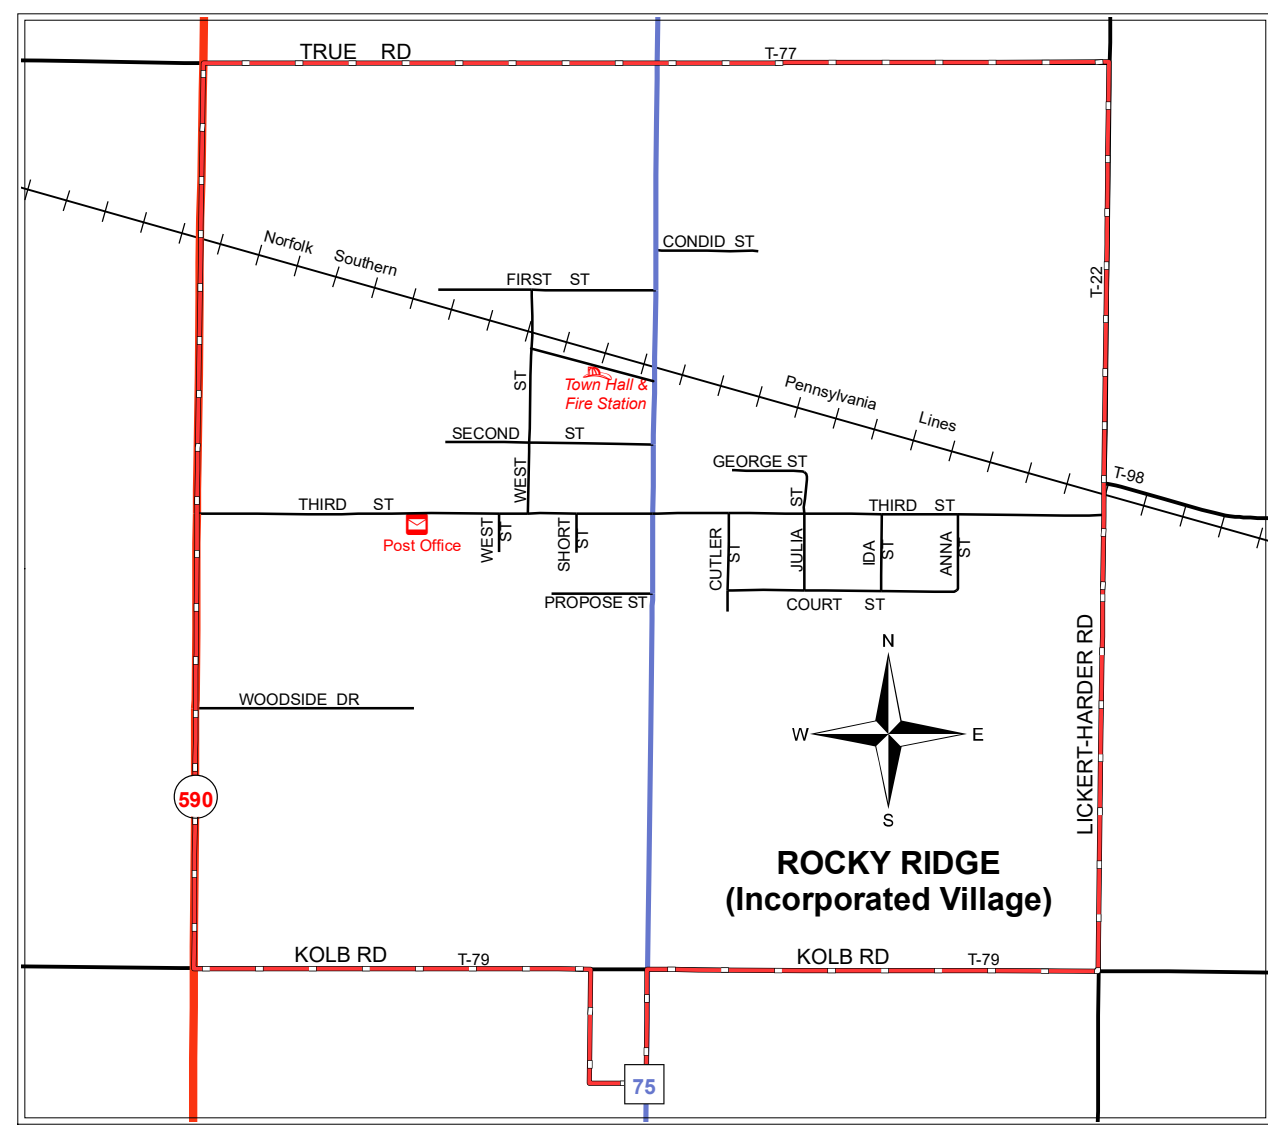 TRUE RD
T-77
Norfolk Southern
CONDID ST
FIRST ST
T-22
Town Hall &
Fire Station
ST
Pennsylvania Lines
SECOND ST
WEST
GEORGE ST
T-98
ST
THIRD ST
THIRD ST
Post Office
WEST
ST
SHORT
ST
CUTLER
ST
JULIA
IDA
ST
ANNA
ST
PROPOSE ST
COURT ST
N
W
E
S
LICKERT-HARDER RD
WOODSIDE DR
590
ROCKY RIDGE
(Incorporated Village)
KOLB RD
T-79
KOLB RD
T-79
75